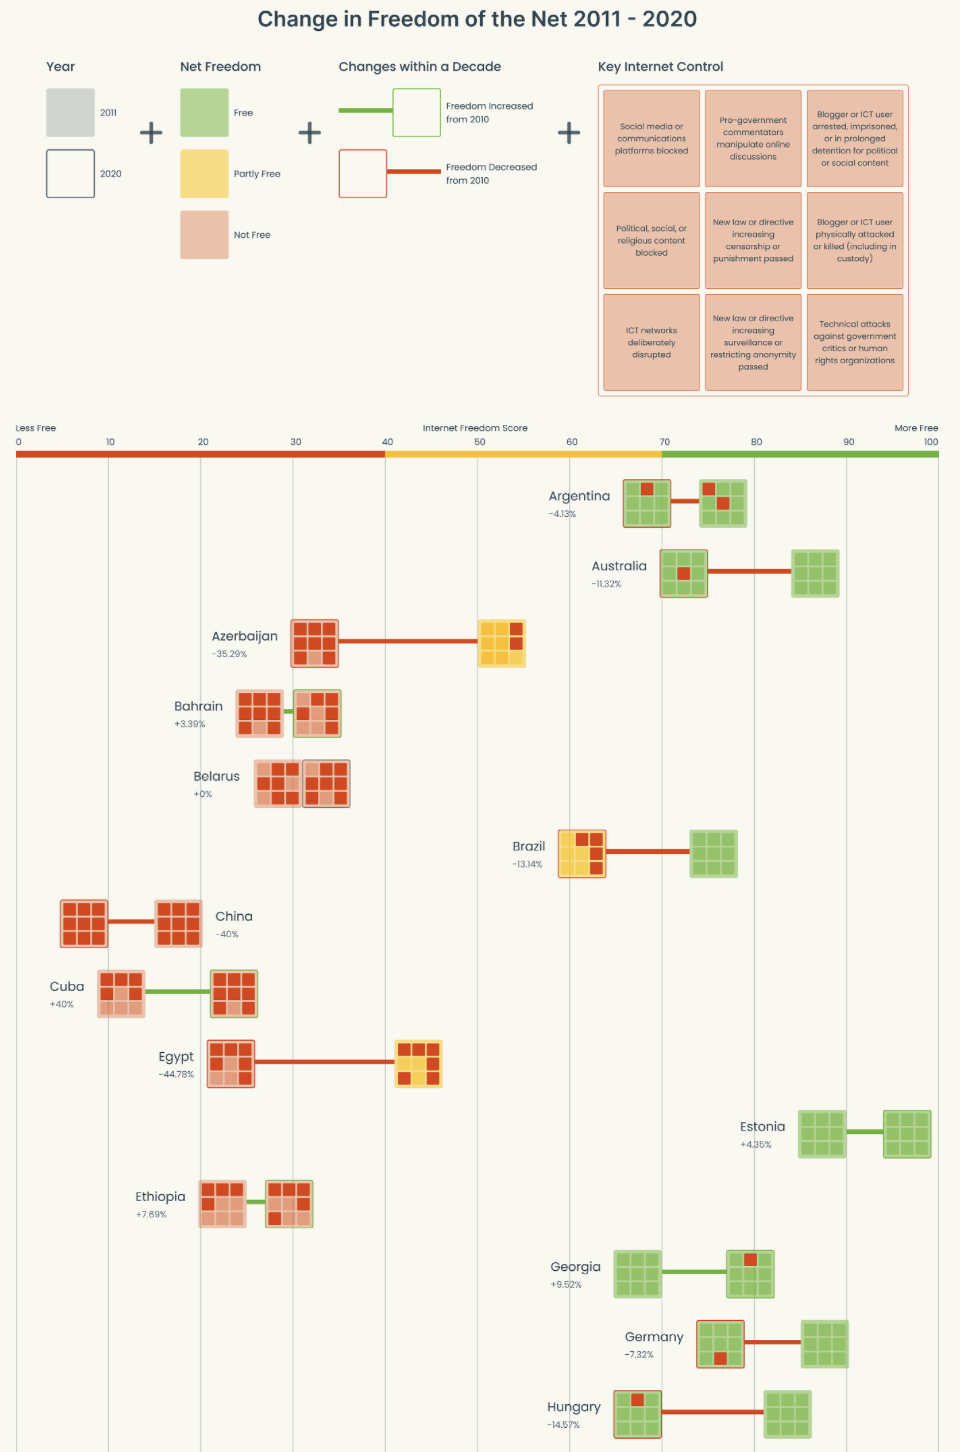 Change in Freedom of the Net 2011 - 2020
Year
Net Freedom
Changes within a Decade
Key Internet Control
2011
2020
Free
Partly Free
Not Free
Freedom Increased
from 2010
Freedom Decreased
from 2010
Social media or
communications
platforms blocked
Pro-government
commentators
manipulate online
discussions
Blogger or ICT user
arrested, imprisoned,
or in prolonged
detention for political
or social content
Political, social, or
religious content
blocked
New law or directive
increasing
censorship or
punishment passed
Blogger or ICT user
physically attacked
or killed (including in
custody)
ICT networks
deliberately
disrupted
New law or directive
increasing
surveillance or
restricting anonymity
passed
Technical attacks
against government
critics or human
rights organizations
Less Free
Internet Freedom Score
More Free
0 10 20 30 40 50 60 70 80 90 100
Argentina
-4.13%
Australia
-11.32%
Azerbaijan
-35.29%
Bahrain
+3.39%
Belarus
+0%
Brazil
-13.14%
China
-40%
Cuba
+40%
Egypt
-44.78%
Estonia
+4.35%
Ethiopia
+7.69%
Georgia
+9.52%
Germany
-7.32%
Hungary
-14.57%